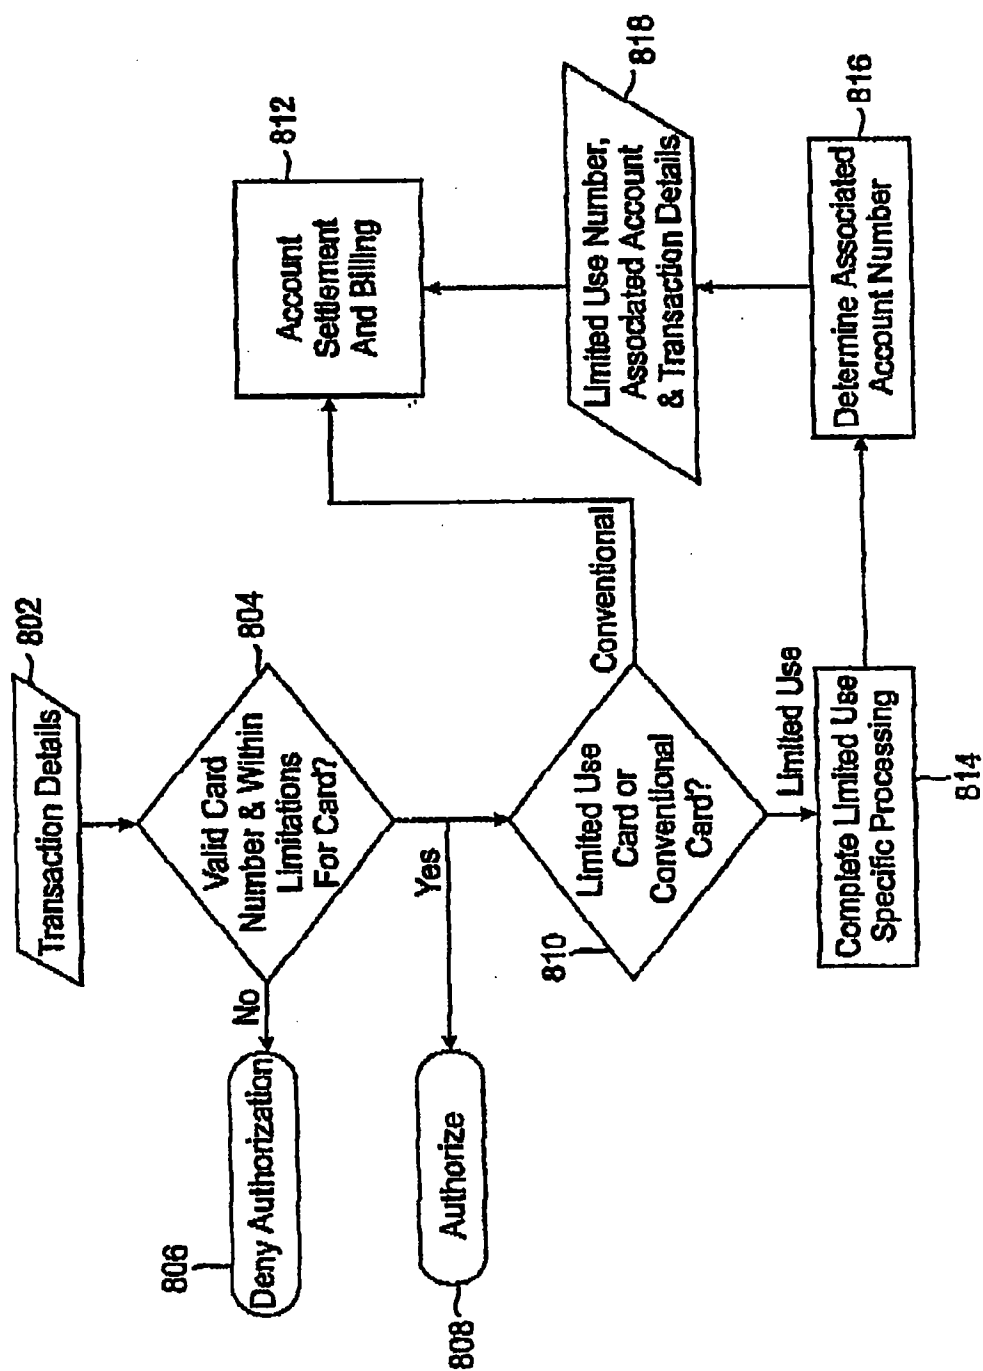 802
Transaction Details
804
Valid Card
Number & Within
Limitations
For Card?
No
806
Deny Authorization
Yes
808
Authorize
810
Limited Use
Card or
Conventional
Card?
Conventional
812
Account
Settlement
And Billing
Limited Use
Complete Limited Use
Specific Processing
814
Determine Associated
Account Number
816
Limited Use Number,
Associated Account
& Transaction Details
818